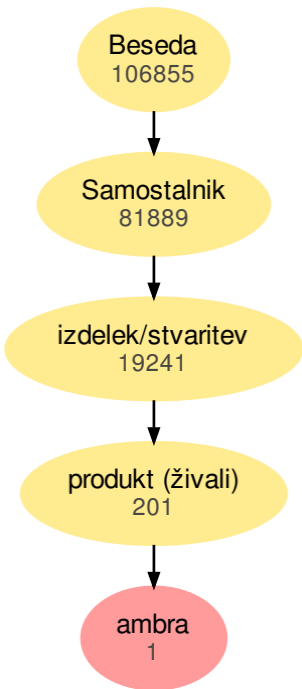 Beseda
106855
Samostalnik
81889
izdelek/stvaritev
19241
produkt (živali)
201
ambra
1